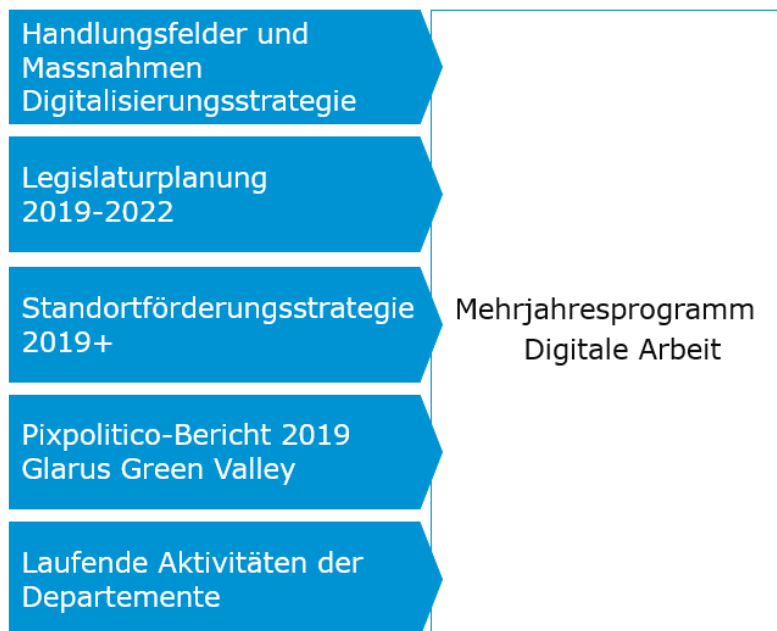 Handlungsfelder und
Massnahmen
Digitalisierungsstrategie
Legislaturplanung
2019-2022
Standortförderungsstrategie
2019+
Pixpolitico-Bericht 2019
Glarus Green Valley
Laufende Aktivitäten der
Departemente
Mehrjahresprogramm
Digitale Arbeit